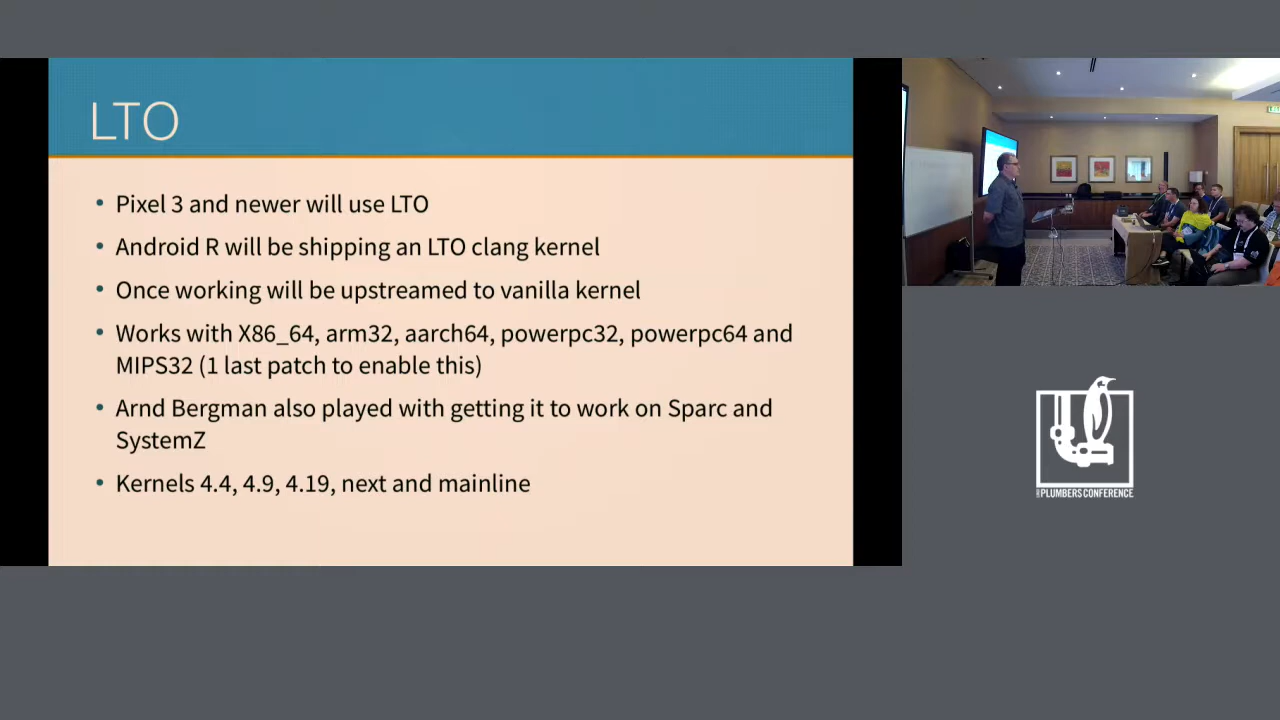 LTO
• Pixel 3 and newer will use LTO
• Android R will be shipping an LTO clang kernel
• Once working will be upstreamed to vanilla kernel
• Works with X86_64, arm32, aarch64, powerpc32, powerpc64 and
MIPS32 (1 last patch to enable this)
• Arnd Bergman also played with getting it to work on Sparc and
SystemZ
• Kernels 4.4, 4.9, 4.19, next and mainline
PLUMBERS CONFERENCE